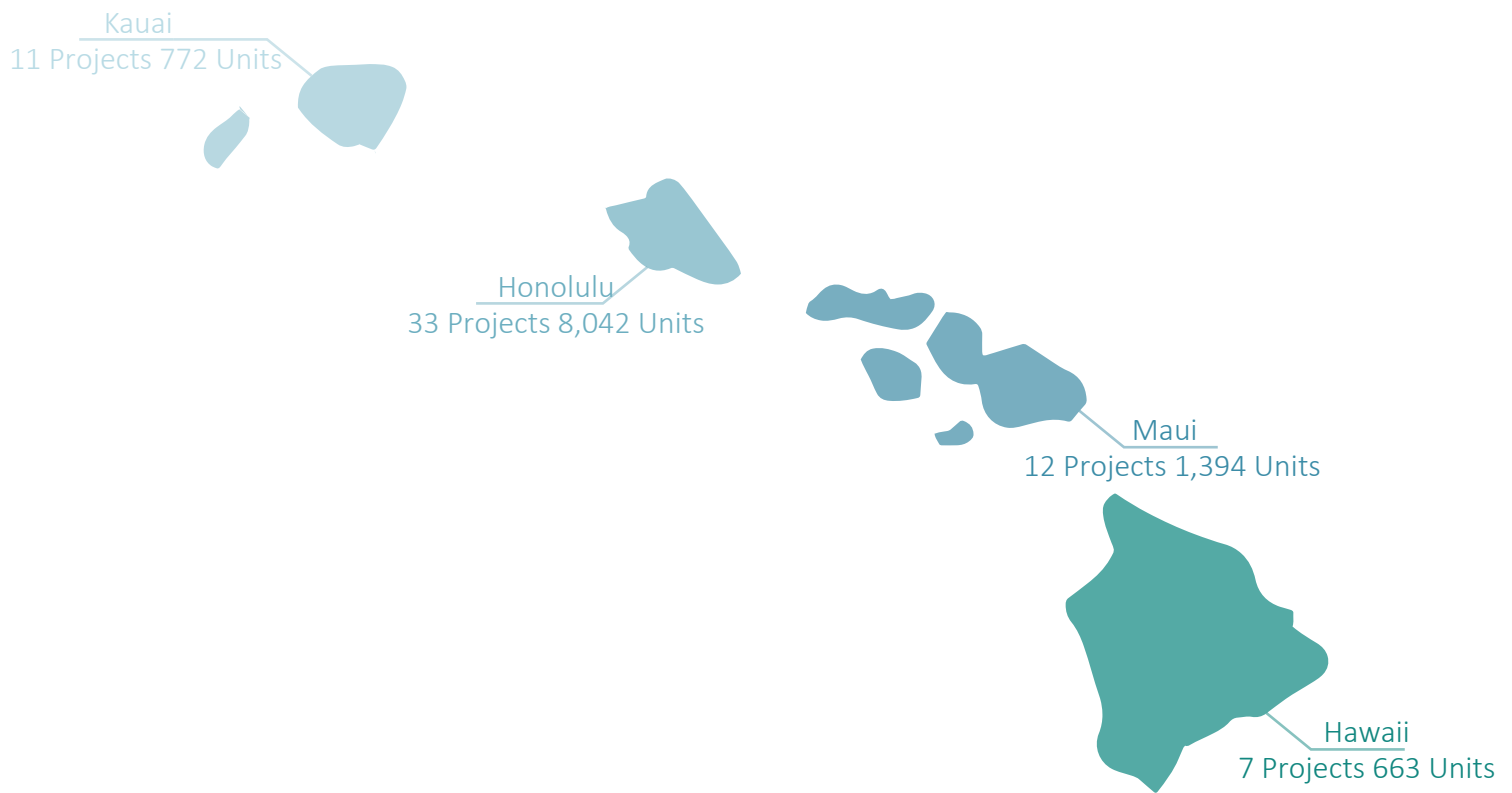 Kauai
11 Projects 772 Units
Honolulu
33 Projects 8,042 Units
Maui
12 Projects 1,394 Units
Hawaii
7 Projects 663 Units